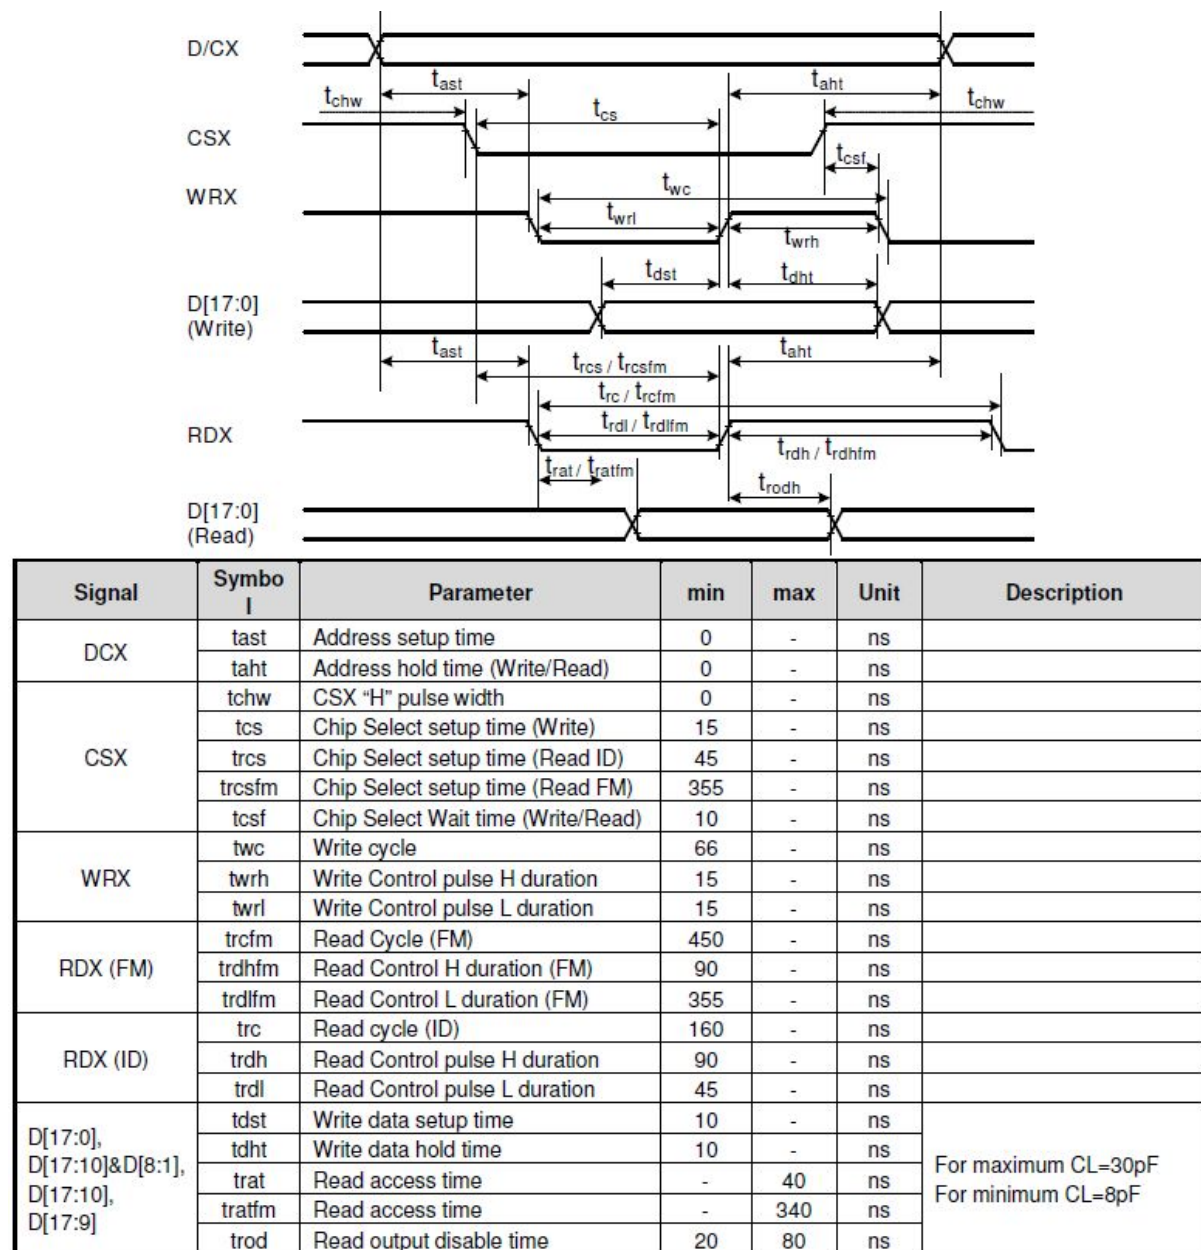 D/CX
tast
taht
tchw
tcs
tchw
CSX
tcsf
twc
WRX
twrl
twrh
tdst
tdht
D[17:0]
(Write)
tast
trcs / trcsfm
taht
trc / trcfm
trdl / trdlfm
RDX
trdh / trdhfm
trat / tratfm
trodh
D[17:0]
(Read)
Signal Symbo
l Parameter min max Unit Description
DCX
tast Address setup time 0 - ns
taht Address hold time (Write/Read) 0 - ns
CSX
tchw CSX “H” pulse width 0 - ns
tcs Chip Select setup time (Write) 15 - ns
trcs Chip Select setup time (Read ID) 45 - ns
trcsfm Chip Select setup time (Read FM) 355 - ns
tcsf Chip Select Wait time (Write/Read) 10 - ns
WRX
twc Write cycle 66 - ns
twrh Write Control pulse H duration 15 - ns
twrl Write Control pulse L duration 15 - ns
RDX (FM)
trcfm Read Cycle (FM) 450 - ns
trdhfm Read Control H duration (FM) 90 - ns
trdlfm Read Control L duration (FM) 355 - ns
RDX (ID)
trc Read cycle (ID) 160 - ns
trdh Read Control pulse H duration 90 - ns
trdl Read Control pulse L duration 45 - ns
D[17:0],
D[17:10]&D[8:1],
D[17:10],
D[17:9]
tdst Write data setup time 10 - ns
tdht Write data hold time 10 - ns
trat Read access time - 40 ns
tratfm Read access time - 340 ns
trod Read output disable time 20 80 ns
For maximum CL=30pF
For minimum CL=8pF